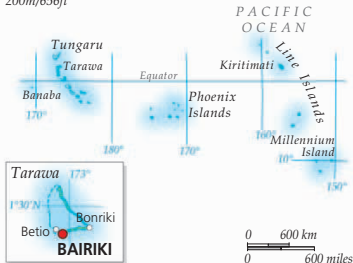 200m/656ft
PACIFIC
OCEAN
Tungaru
Tarawa
Kiritimati
Line Islands
Equator
Banaba
Phoenix
Islands
170°
180°
170°
160°
Millennium
Island
10°
150°
Tarawa
173°
1°30'N
Bonriki
Betio
BAIRIKI
0 600 km
0 600 miles